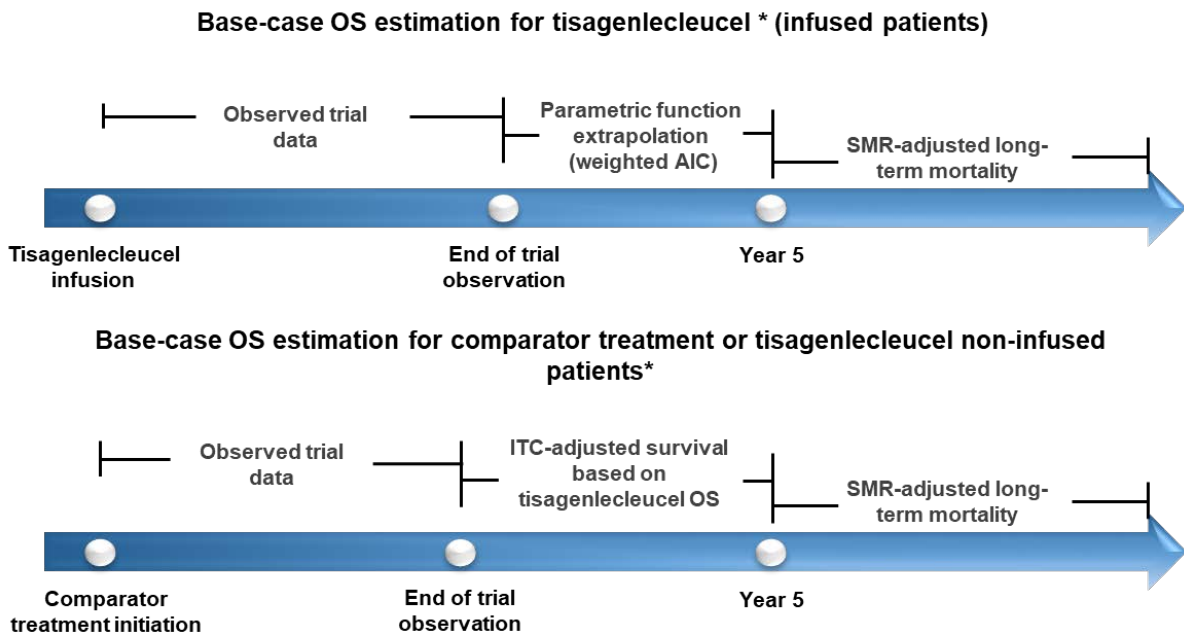 Base-case OS estimation for tisagenlecleucel * (infused patients)
Observed trial
data
Parametric function
extrapolation
(weighted AIC)
SMR-adjusted long-
term mortality
Tisagenlecleucel
infusion
End of trial
observation
Year 5
Base-case OS estimation for comparator treatment or tisagenlecleucel non-infused
patients*
Observed trial
data
ITC-adjusted survival
based on
tisagenlecleucel OS
SMR-adjusted long-
term mortality
Comparator
treatment initiation
End of trial
observation
Year 5